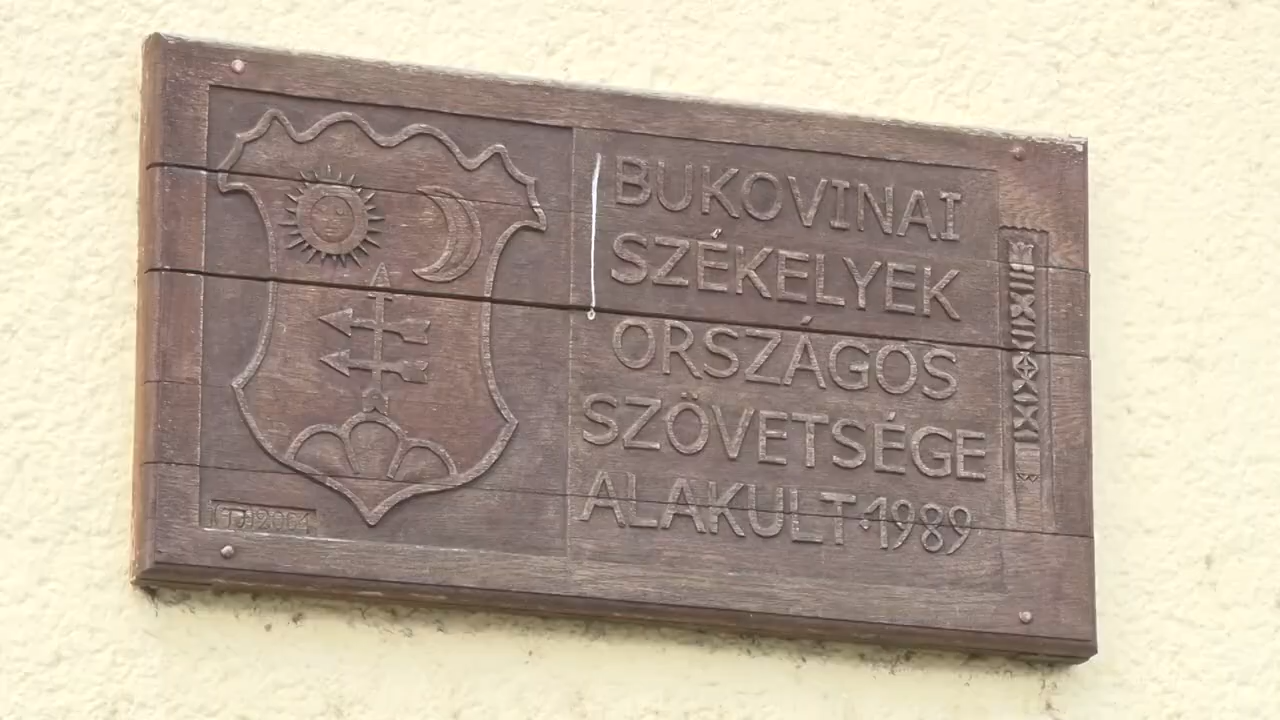 BUKOVINAI
SZÉKELYEK
ORSZÁGOS
SZÖVETSÉGE
ALAKULT·1989